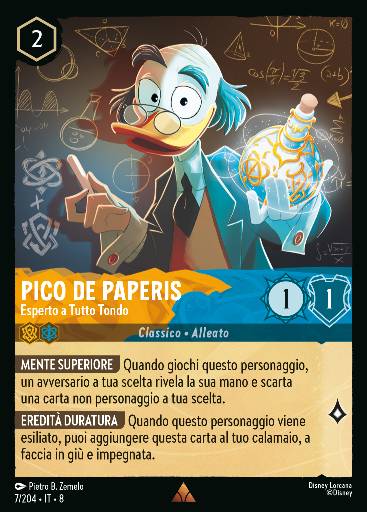 2
PICO DE PAPERIS
Esperto a Tutto Tondo
1
1
Classico • Alleato
MENTE SUPERIORE Quando giochi questo personaggio,
un avversario a tua scelta rivela la sua mano e scarta
una carta non personaggio a tua scelta.
EREDITÀ DURATURA Quando questo personaggio viene
esiliato, puoi aggiungere questa carta al tuo calamaio, a
faccia in giù e impegnata.
Pietro B. Zemelo
7/204 • IT • 8
Disney Lorcana
©Disney